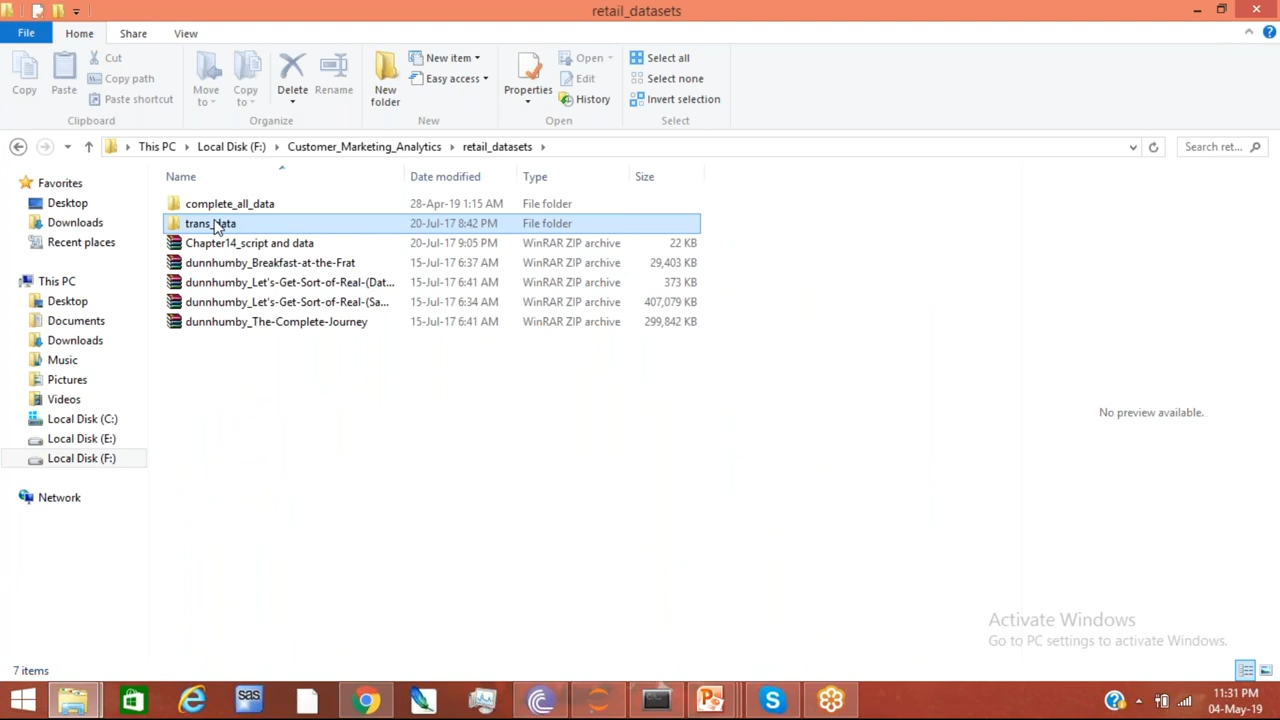 retail_datasets
File Home Share View
Copy
Paste
Cut
Copy path
Paste shortcut
Clipboard
Move to
Copy to
Delete
Rename
Organize
New folder
New item
Easy access
New
Properties
Open
Edit
History
Open
Select all
Select none
Invert selection
Select
This PC Local Disk (F:) Customer_Marketing_Analytics retail_datasets
Search ret...
Name Date modified Type Size
complete_all_data 28-Apr-19 1:15 AM File folder
trans_data 20-Jul-17 8:42 PM File folder
Chapter14_script and data 20-Jul-17 9:05 PM WinRAR ZIP archive 22 KB
dunnhumby_Breakfast-at-the-Frat 15-Jul-17 6:37 AM WinRAR ZIP archive 29,403 KB
dunnhumby_Let's-Get-Sort-of-Real-(Dat... 15-Jul-17 6:41 AM WinRAR ZIP archive 373 KB
dunnhumby_Let's-Get-Sort-of-Real-(Sa... 15-Jul-17 6:34 AM WinRAR ZIP archive 407,079 KB
dunnhumby_The-Complete-Journey 15-Jul-17 6:41 AM WinRAR ZIP archive 299,842 KB
Favorites
Desktop
Downloads
Recent places
This PC
Desktop
Documents
Downloads
Music
Pictures
Videos
Local Disk (C:)
Local Disk (E:)
Local Disk (F:)
Network
No preview available.
Activate Windows
Go to PC settings to activate Windows.
7 items
sas
11:31 PM
04-May-19